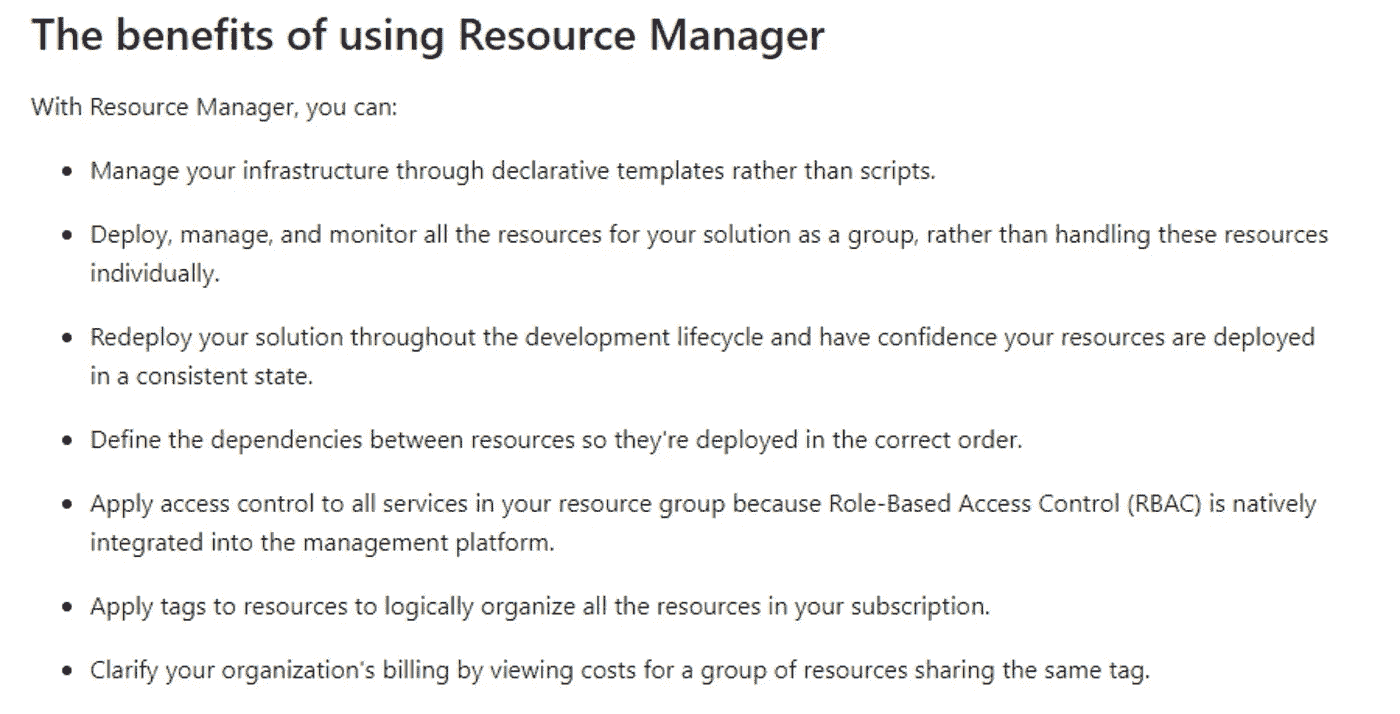 The benefits of using Resource Manager
With Resource Manager, you can:
• Manage your infrastructure through declarative templates rather than scripts.
• Deploy, manage, and monitor all the resources for your solution as a group, rather than handling these resources
individually.
• Redeploy your solution throughout the development lifecycle and have confidence your resources are deployed
in a consistent state.
• Define the dependencies between resources so they're deployed in the correct order.
• Apply access control to all services in your resource group because Role-Based Access Control (RBAC) is natively
integrated into the management platform.
• Apply tags to resources to logically organize all the resources in your subscription.
• Clarify your organization's billing by viewing costs for a group of resources sharing the same tag.